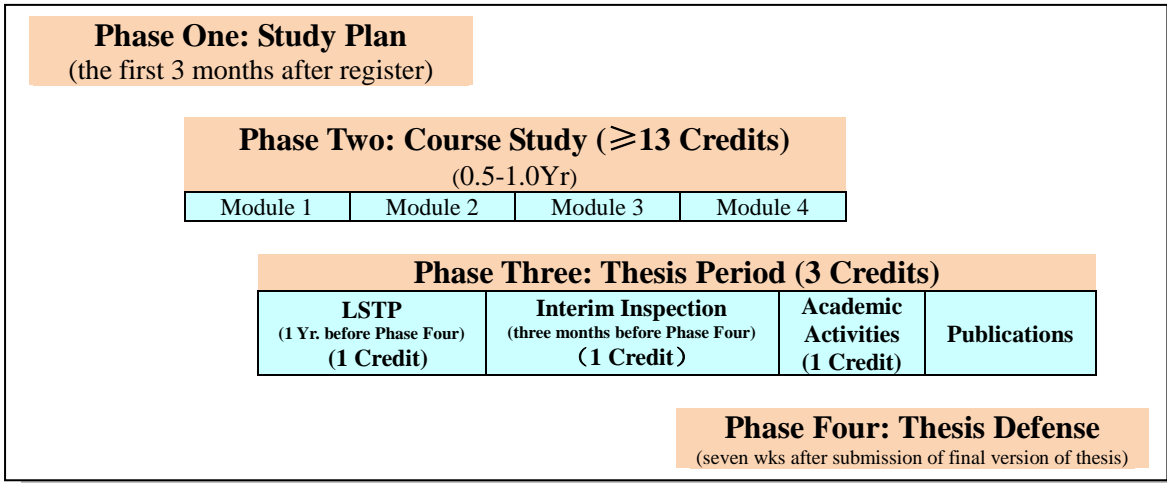 Phase One: Study Plan
(the first 3 months after register)
Phase Two: Course Study (≥13 Credits)
(0.5-1.0Yr)
Module 1
Module 2
Module 3
Module 4
Phase Three: Thesis Period (3 Credits)
LSTP
(1 Yr. before Phase Four)
(1 Credit)
Interim Inspection
(three months before Phase Four)
（1 Credit）
Academic
Activities
(1 Credit)
Publications
Phase Four: Thesis Defense
(seven wks after submission of final version of thesis)